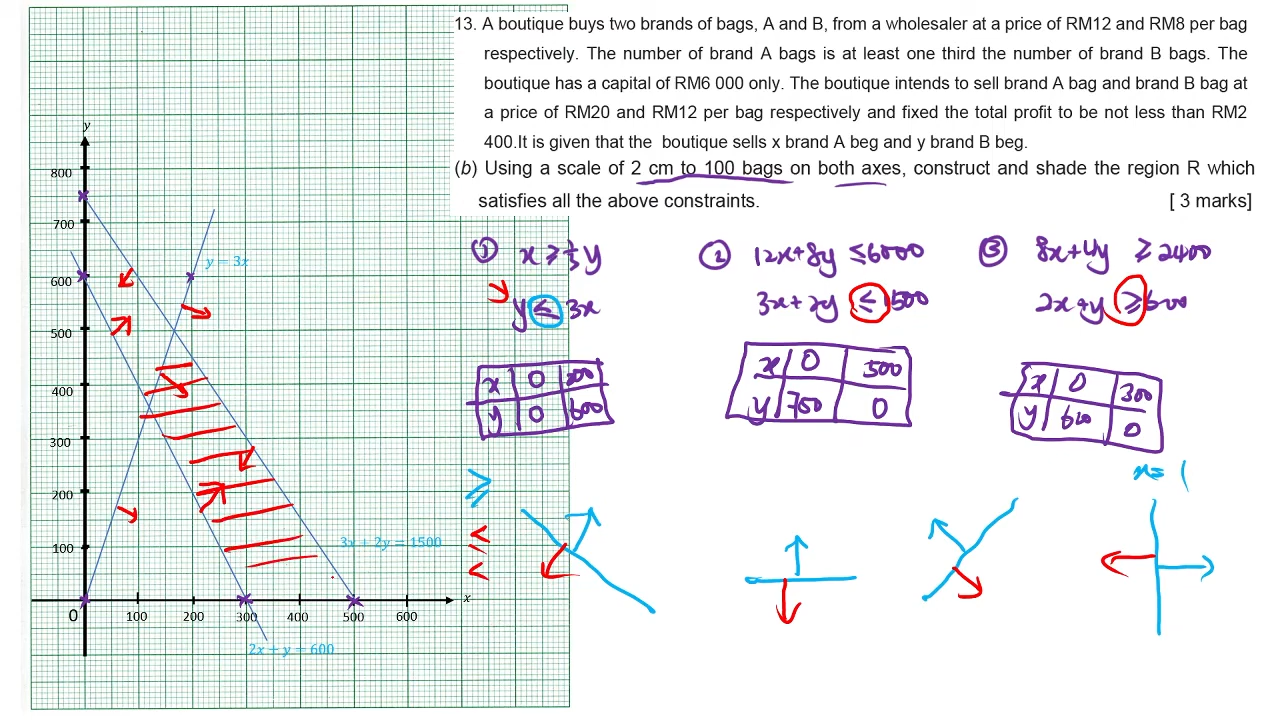 13. A boutique buys two brands of bags, A and B, from a wholesaler at a price of RM12 and RM8 per bag
respectively. The number of brand A bags is at least one third the number of brand B bags. The
boutique has a capital of RM6 000 only. The boutique intends to sell brand A bag and brand B bag at
a price of RM20 and RM12 per bag respectively and fixed the total profit to be not less than RM2
400.It is given that the boutique sells x brand A beg and y brand B beg.
(b) Using a scale of 2 cm to 100 bags on both axes, construct and shade the region R which
satisfies all the above constraints. [ 3 marks]
① x ≥ 1/3 y
y ≤ 3x
x 0 200
y 0 600
② 12x+8y ≤ 6000
3x+2y ≤ 1500
x 0 500
y 750 0
③ 8x+4y ≥ 2400
2x+y ≥ 600
x 0 300
y 600 0
≥
≤
<
x= 1
y
800
700
600
500
400
300
200
100
0 100 200 300 400 500 600 x
y = 3x
3x + 2y = 1500
2x + y = 600